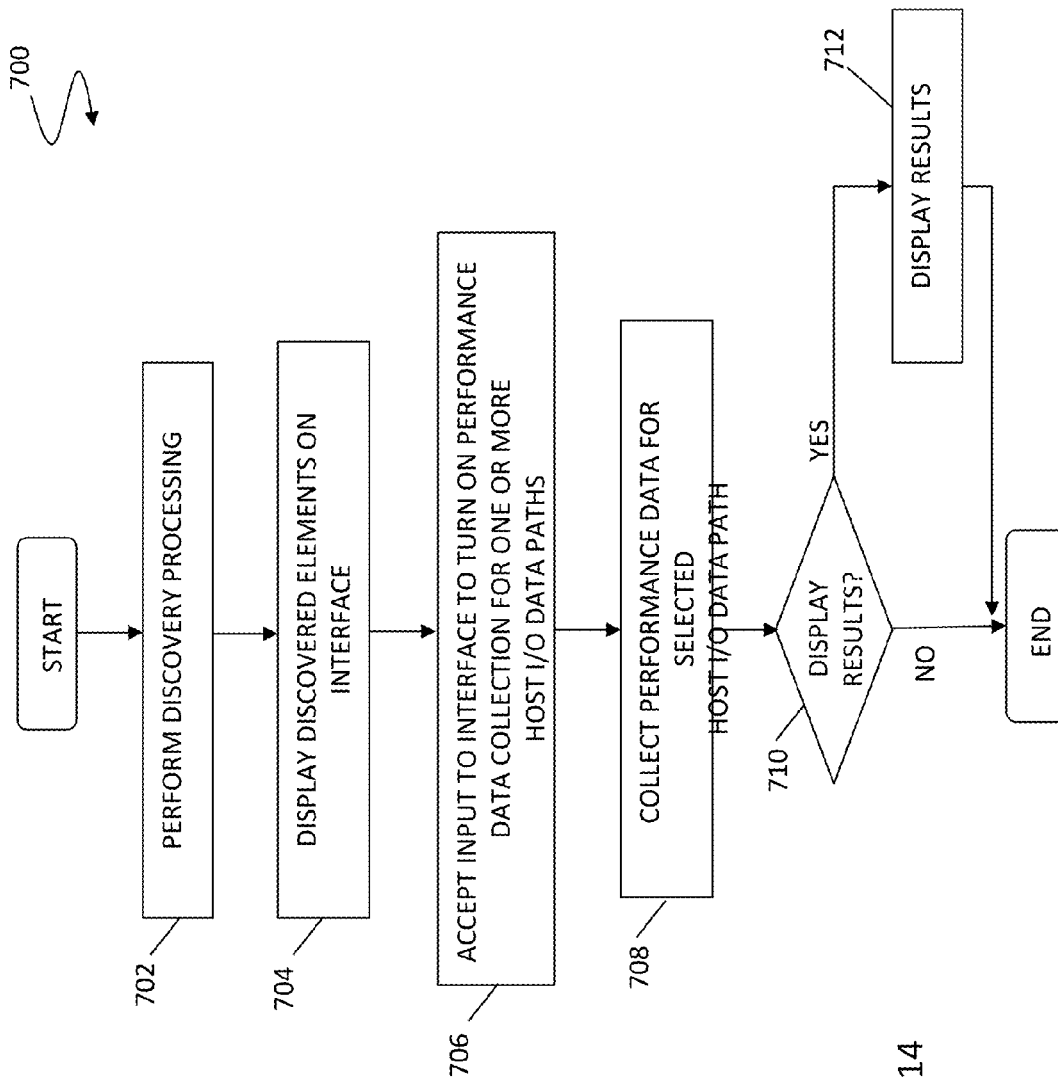 700
START
PERFORM DISCOVERY PROCESSING
702
DISPLAY DISCOVERED ELEMENTS ON
INTERFACE
704
ACCEPT INPUT TO INTERFACE TO TURN ON PERFORMANCE
DATA COLLECTION FOR ONE OR MORE
HOST I/O DATA PATHS
706
COLLECT PERFORMANCE DATA FOR
SELECTED
HOST I/O DATA PATH
708
DISPLAY
RESULTS?
710
YES
NO
DISPLAY RESULTS
712
END
14